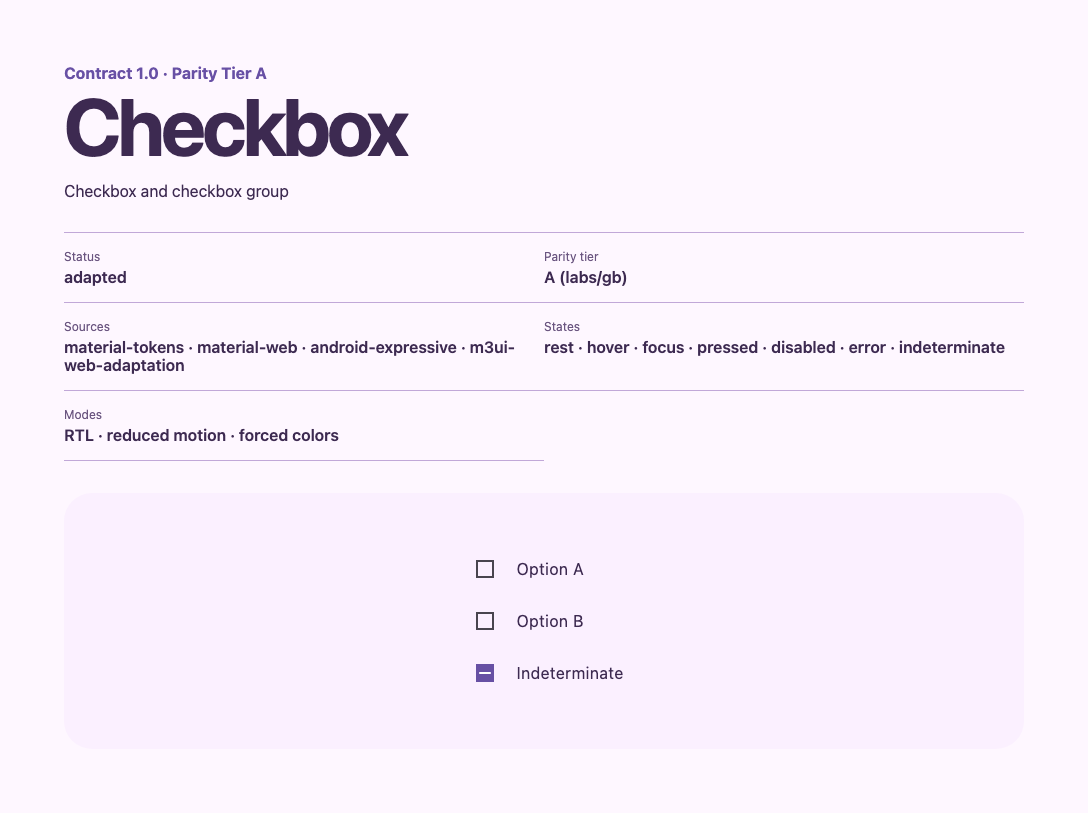 Contract 1.0 · Parity Tier A
Checkbox
Checkbox and checkbox group
Status
adapted
Parity tier
A (labs/gb)
Sources
material-tokens · material-web · android-expressive · m3ui-
web-adaptation
States
rest · hover · focus · pressed · disabled · error · indeterminate
Modes
RTL · reduced motion · forced colors
Option A
Option B
Indeterminate